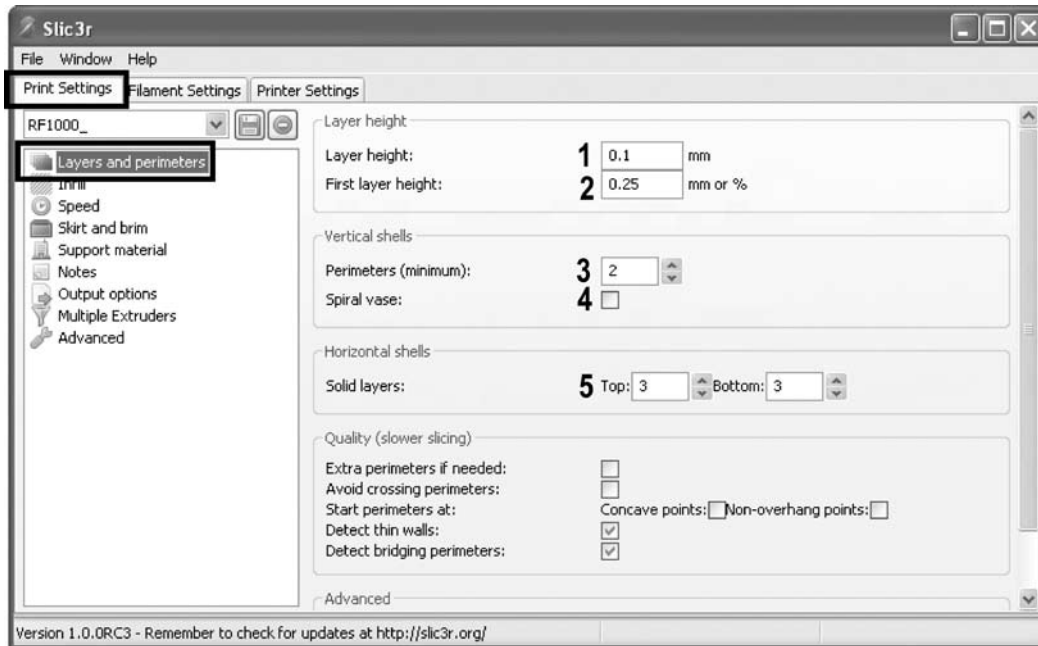 Slic3r
File Window Help
Print Settings Filament Settings Printer Settings
RF1000_
Layers and perimeters
Infill
Speed
Skirt and brim
Support material
Notes
Output options
Multiple Extruders
Advanced
Layer height
Layer height: 1 0.1 mm
First layer height: 2 0.25 mm or %
Vertical shells
Perimeters (minimum): 3 2
Spiral vase: 4
Horizontal shells
Solid layers: 5 Top: 3 Bottom: 3
Quality (slower slicing)
Extra perimeters if needed:
Avoid crossing perimeters:
Start perimeters at: Concave points: Non-overhang points:
Detect thin walls:
Detect bridging perimeters:
Advanced
Version 1.0.0RC3 - Remember to check for updates at http://slic3r.org/